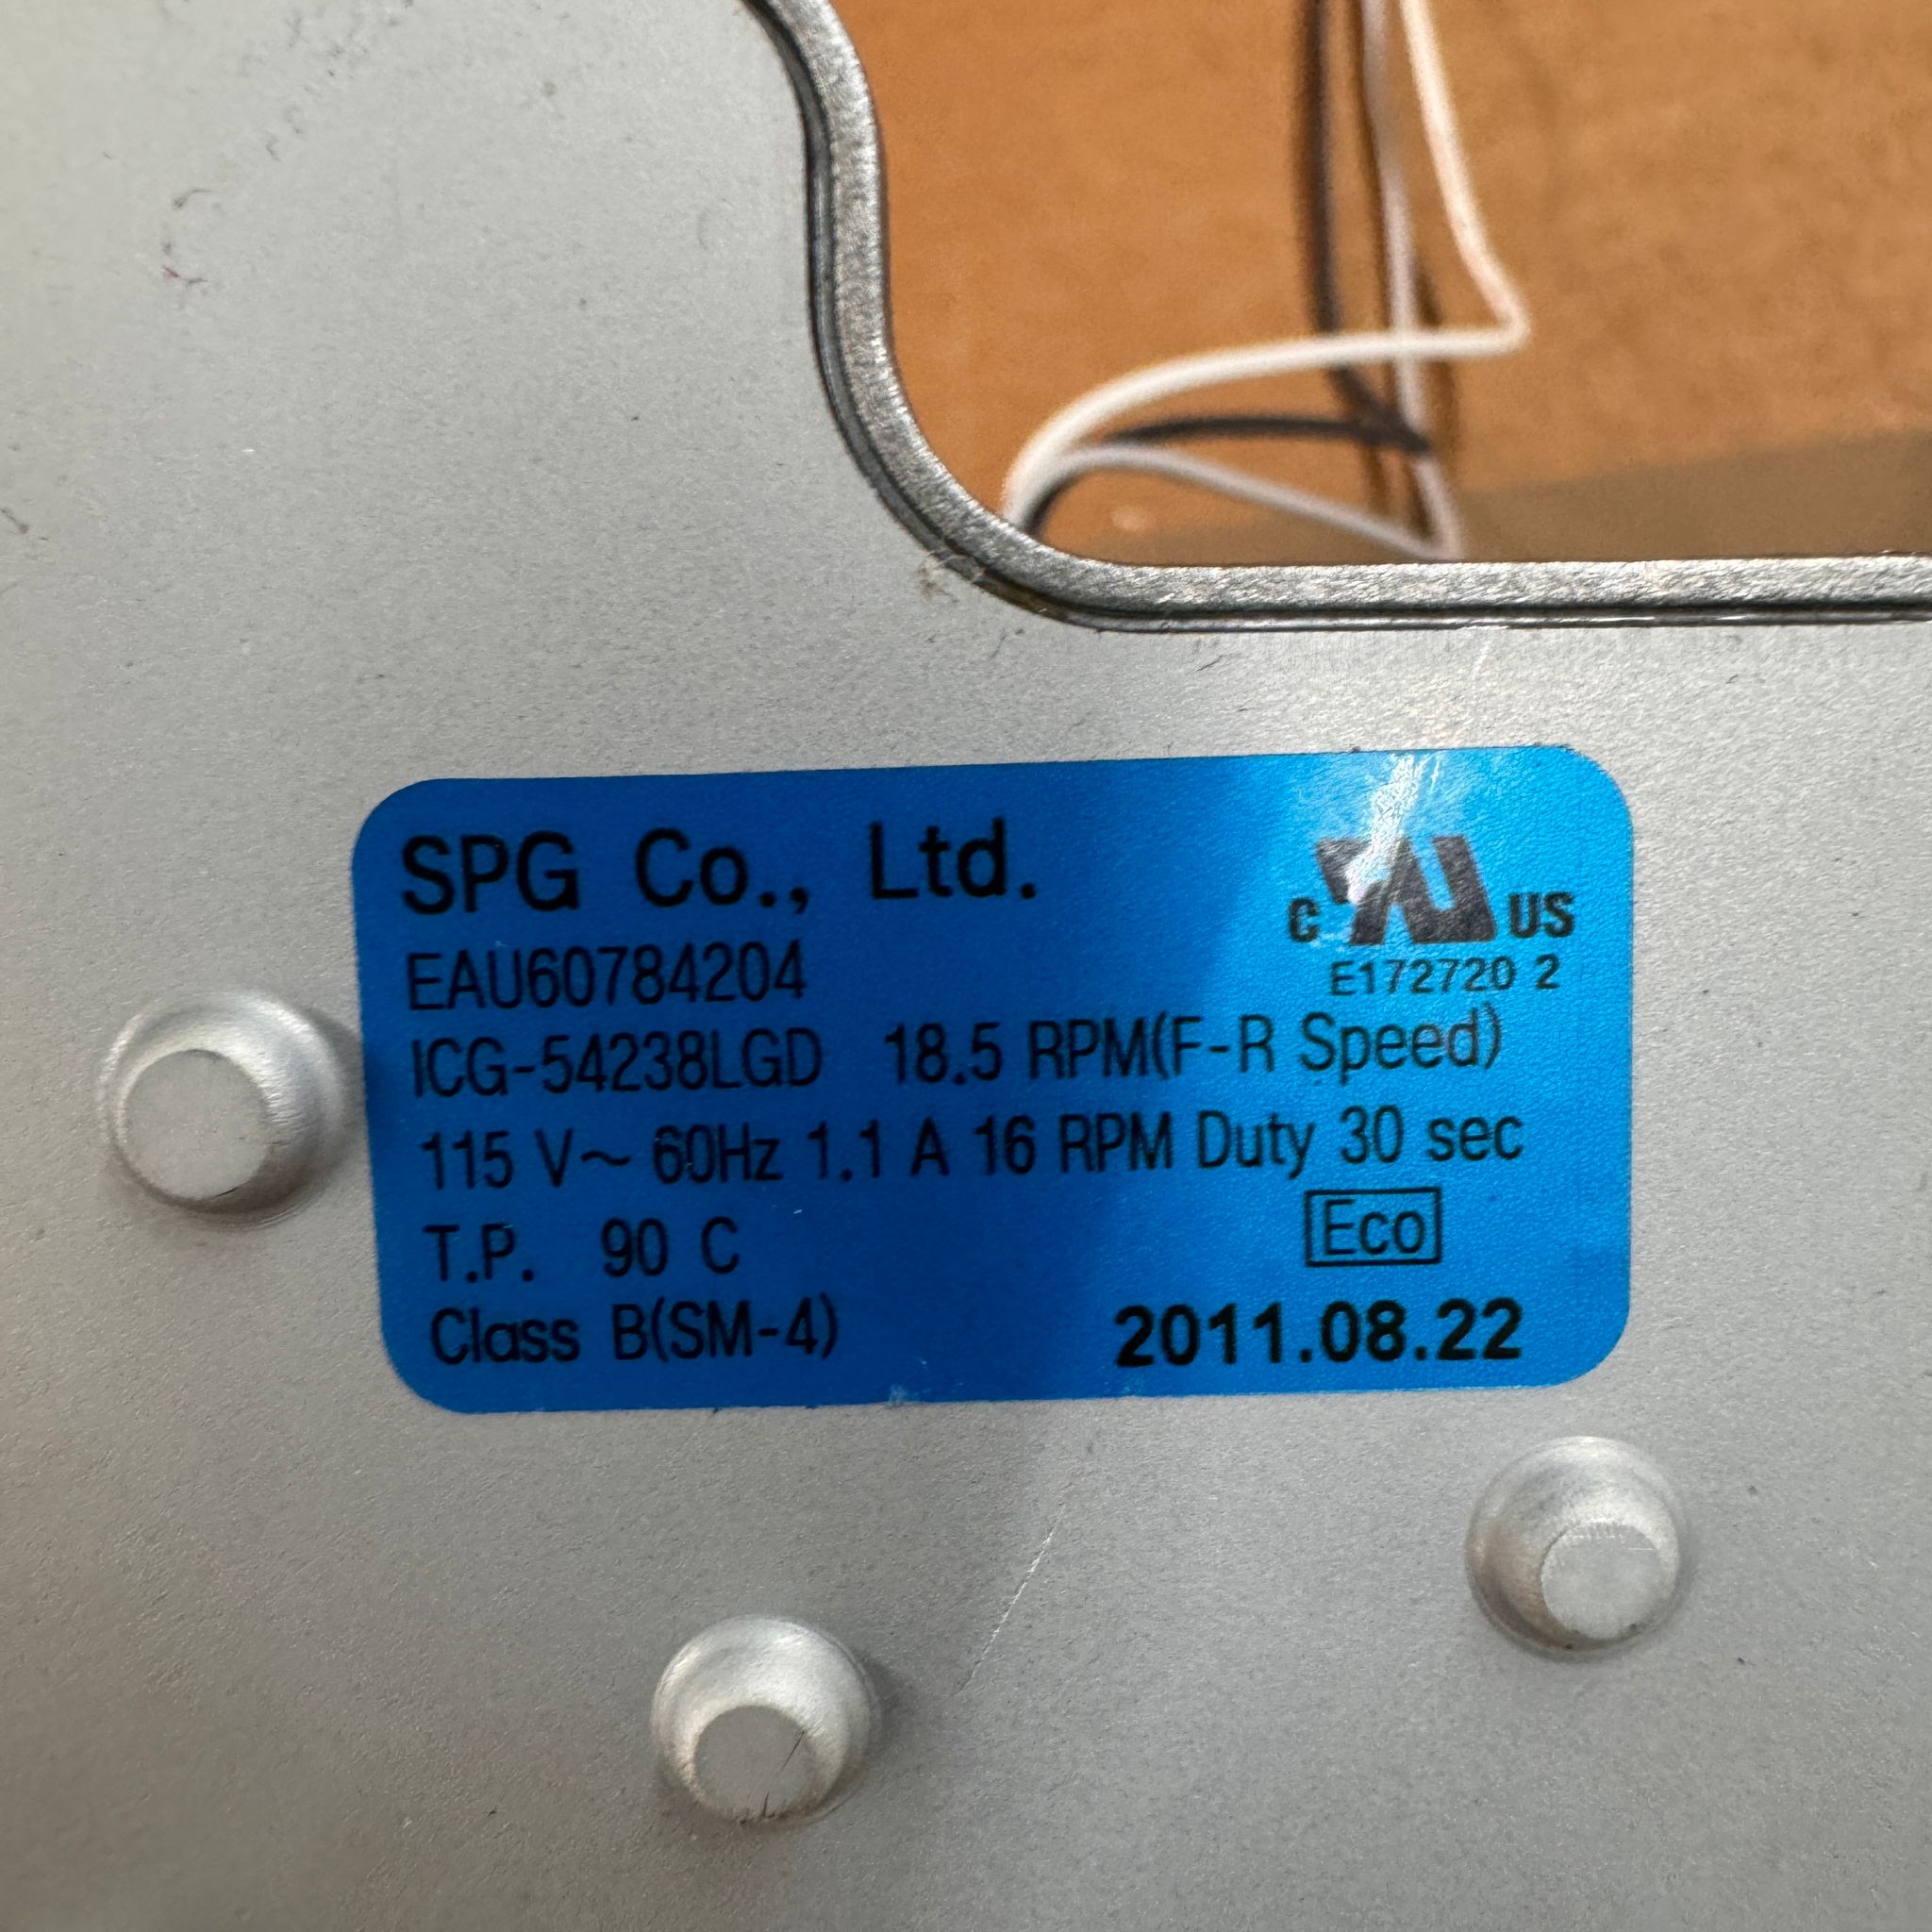 SPG Co., Ltd.
EAU60784204
c US
E172720 2
ICG-54238LGD 18.5 RPM(F-R Speed)
115 V~ 60Hz 1.1 A 16 RPM Duty 30 sec
T.P. 90 C
Eco
Class B(SM-4)
2011.08.22